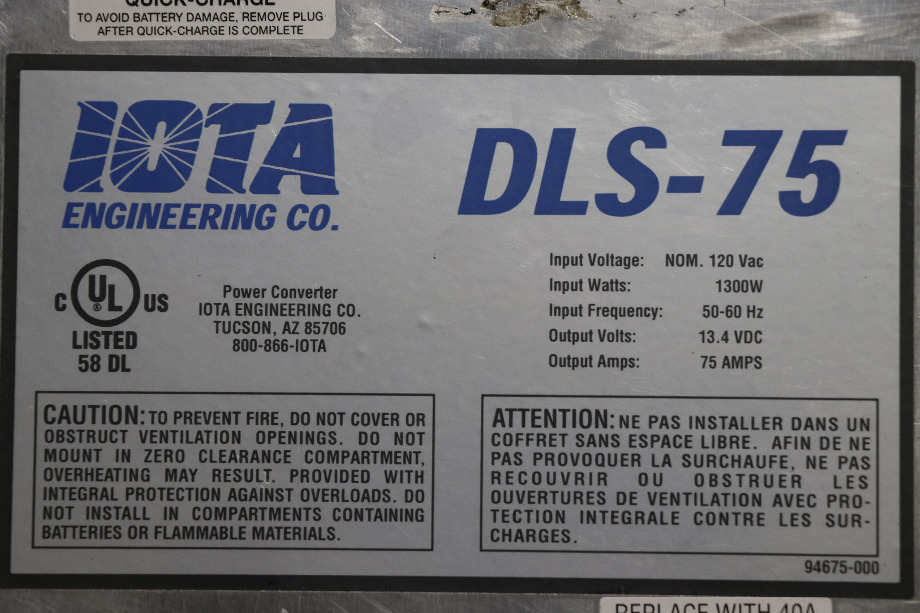 QUICK-CHARGE
TO AVOID BATTERY DAMAGE, REMOVE PLUG
AFTER QUICK-CHARGE IS COMPLETE
IOTA
ENGINEERING CO.
DLS-75
C UL ® US
LISTED
58 DL
Power Converter
IOTA ENGINEERING CO.
TUCSON, AZ 85706
800-866-IOTA
Input Voltage: NOM. 120 Vac
Input Watts: 1300W
Input Frequency: 50-60 Hz
Output Volts: 13.4 VDC
Output Amps: 75 AMPS
CAUTION: TO PREVENT FIRE, DO NOT COVER OR
OBSTRUCT VENTILATION OPENINGS. DO NOT
MOUNT IN ZERO CLEARANCE COMPARTMENT,
OVERHEATING MAY RESULT. PROVIDED WITH
INTEGRAL PROTECTION AGAINST OVERLOADS. DO
NOT INSTALL IN COMPARTMENTS CONTAINING
BATTERIES OR FLAMMABLE MATERIALS.
ATTENTION: NE PAS INSTALLER DANS UN
COFFRET SANS ESPACE LIBRE. AFIN DE NE
PAS PROVOQUER LA SURCHAUFE, NE PAS
RECOUVRIR OU OBSTRUER LES
OUVERTURES DE VENTILATION AVEC PRO-
TECTION INTEGRALE CONTRE LES SUR-
CHARGES.
94675-000
REPLACE WITH 40A